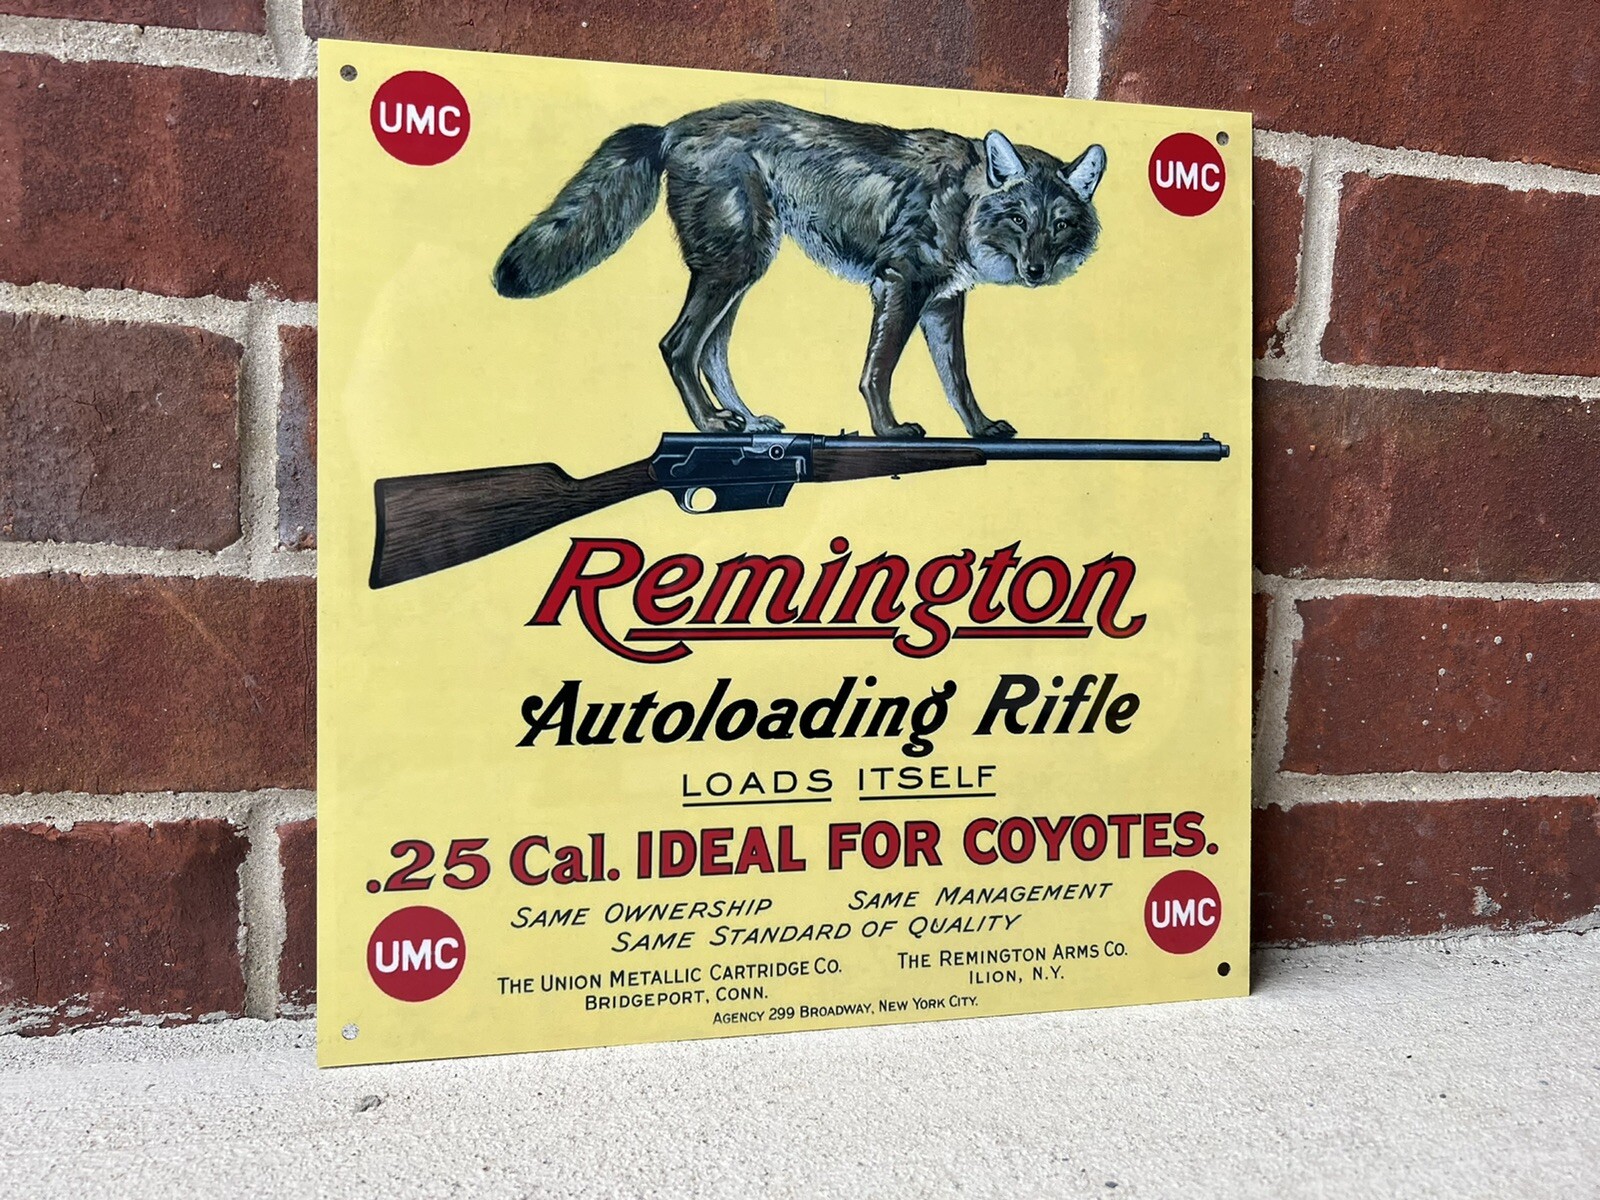 UMC
UMC
Remington
Autoloading Rifle
LOADS ITSELF
.25 Cal. IDEAL FOR COYOTES.
SAME OWNERSHIP SAME MANAGEMENT
SAME STANDARD OF QUALITY
UMC
UMC
THE UNION METALLIC CARTRIDGE CO.
BRIDGEPORT, CONN.
THE REMINGTON ARMS CO.
ILION, N.Y.
AGENCY 299 BROADWAY, NEW YORK CITY.